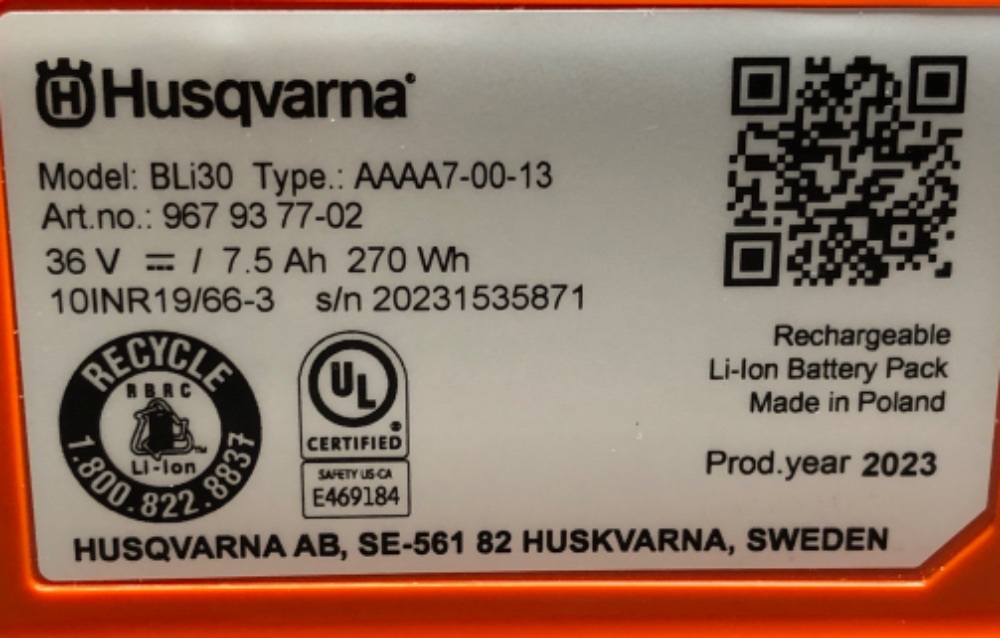 Husqvarna
Model: BLi30 Type.: AAAA7-00-13
Art.no.: 967 93 77-02
36 V ⎓ / 7.5 Ah 270 Wh
10INR19/66-3 s/n 20231535871
RECYCLE
RBRC
Li-Ion
TM
1.800.822.8837
UL
®
CERTIFIED
SAFETY US-CA
E469184
Rechargeable
Li-Ion Battery Pack
Made in Poland
Prod.year 2023
HUSQVARNA AB, SE-561 82 HUSKVARNA, SWEDEN